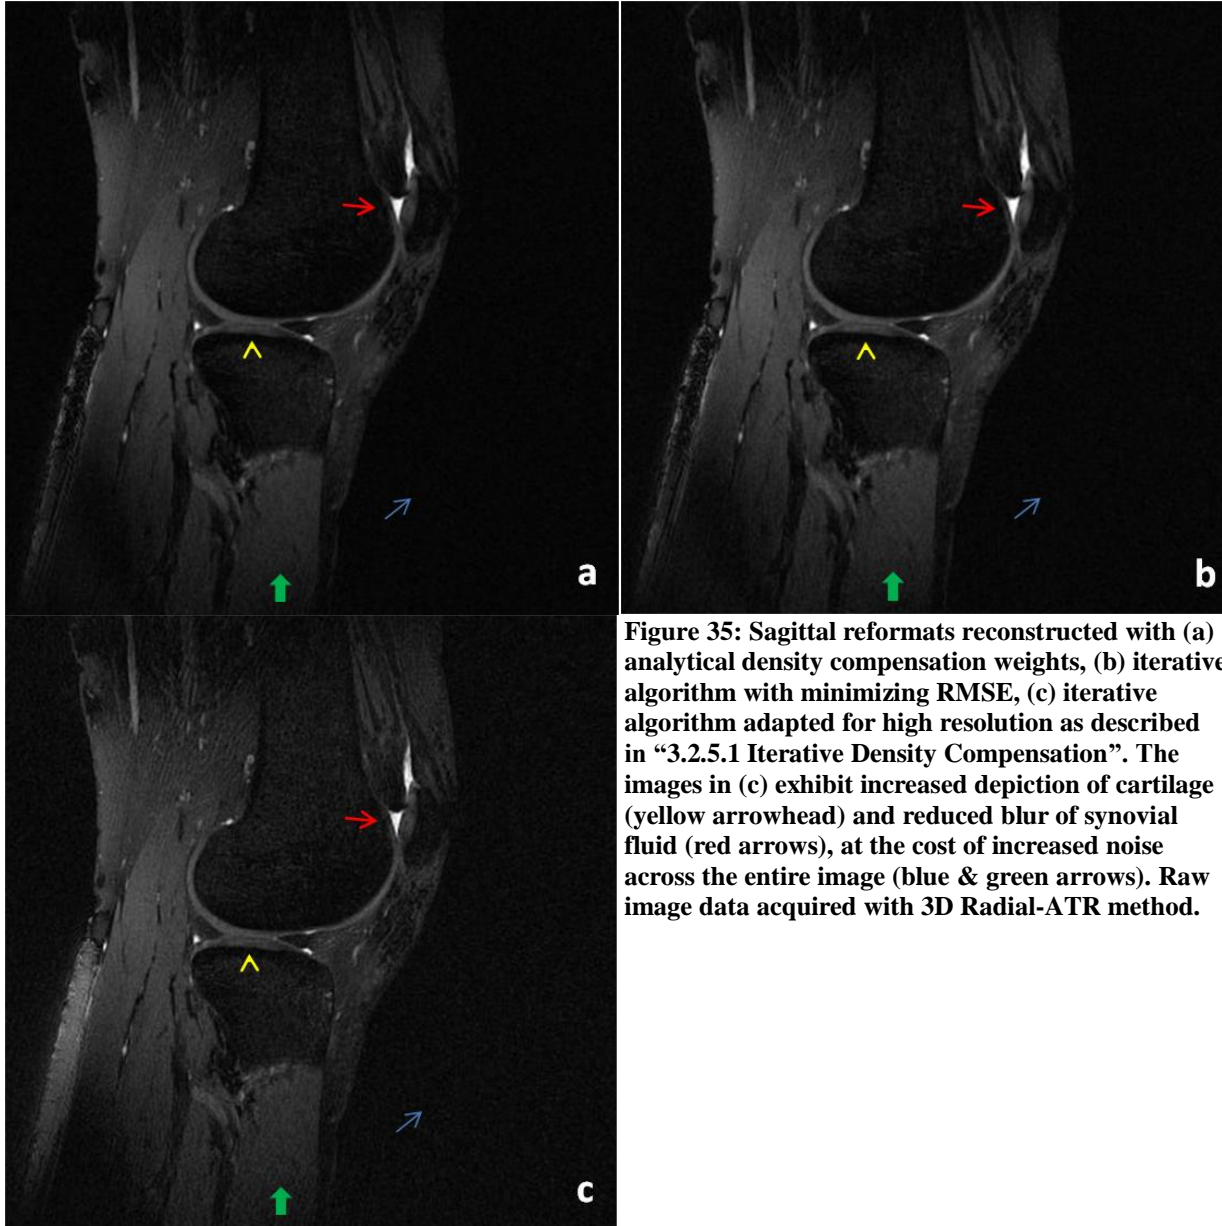 a
b
Figure 35: Sagittal reformats reconstructed with (a)
analytical density compensation weights, (b) iterative
algorithm with minimizing RMSE, (c) iterative
algorithm adapted for high resolution as described
in “3.2.5.1 Iterative Density Compensation”. The
images in (c) exhibit increased depiction of cartilage
(yellow arrowhead) and reduced blur of synovial
fluid (red arrows), at the cost of increased noise
across the entire image (blue & green arrows). Raw
image data acquired with 3D Radial-ATR method.
c